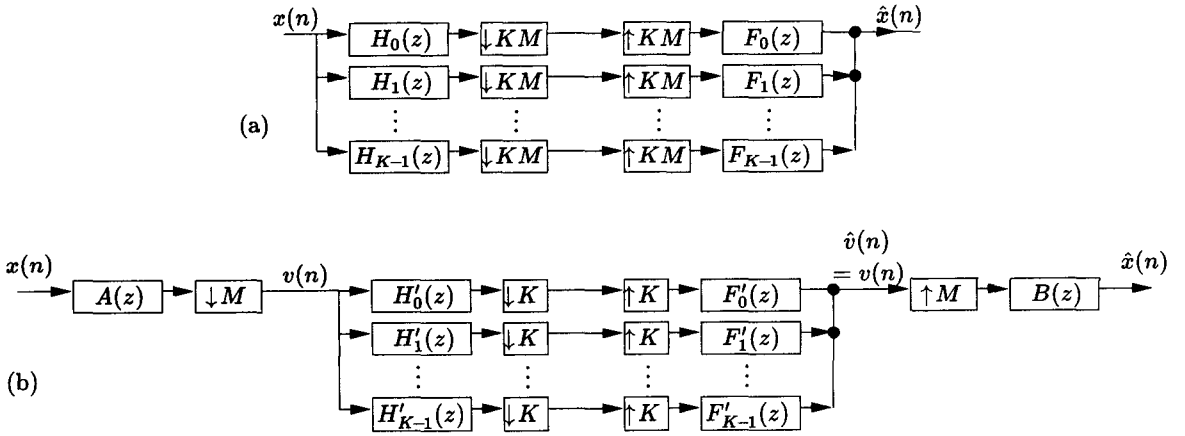 x(n) H_0(z) ↓KM ↑KM F_0(z) x̂(n)
H_1(z) ↓KM ↑KM F_1(z)
⋮ ⋮ ⋮ ⋮
(a)
H_{K-1}(z) ↓KM ↑KM F_{K-1}(z)
v̂(n)
x(n) A(z) ↓M v(n) H'_0(z) ↓K ↑K F'_0(z) = v(n) ↑M B(z) x̂(n)
H'_1(z) ↓K ↑K F'_1(z)
(b) ⋮ ⋮ ⋮ ⋮
H'_{K-1}(z) ↓K ↑K F'_{K-1}(z)